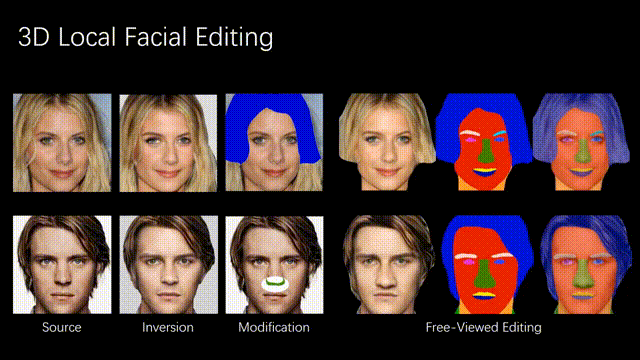 3D Local Facial Editing
Source
Inversion
Modification
Free-Viewed Editing